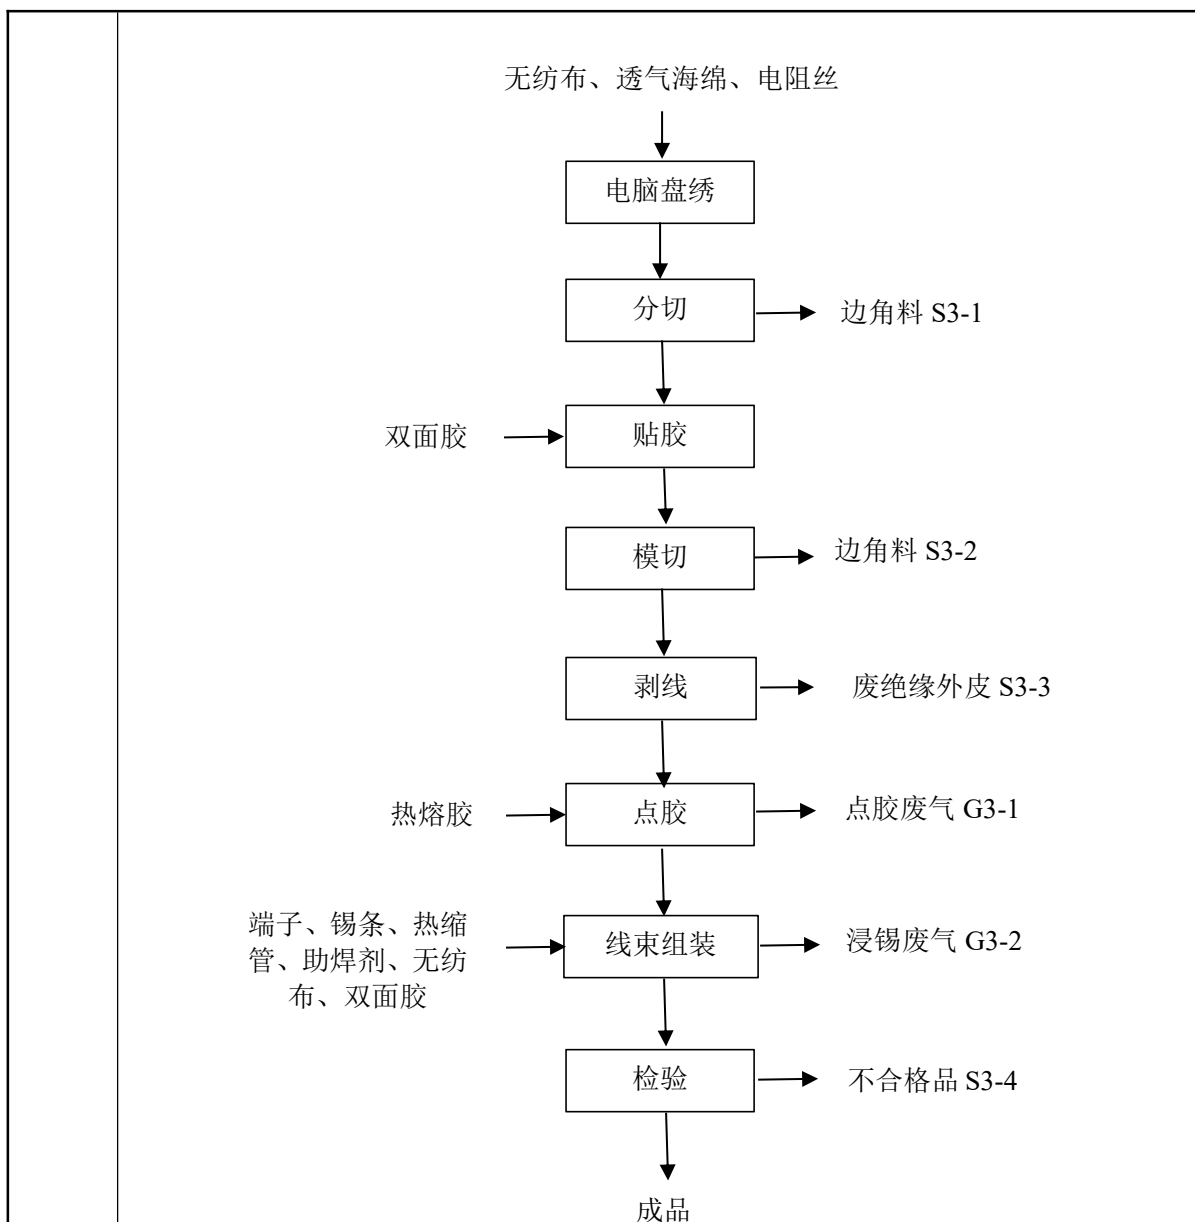 无纺布、透气海绵、电阻丝
电脑盘绣
分切
边角料 S3-1
双面胶
贴胶
模切
边角料 S3-2
剥线
废绝缘外皮 S3-3
热熔胶
点胶
点胶废气 G3-1
端子、锡条、热缩
管、助焊剂、无纺
布、双面胶
线束组装
浸锡废气 G3-2
检验
不合格品 S3-4
成品